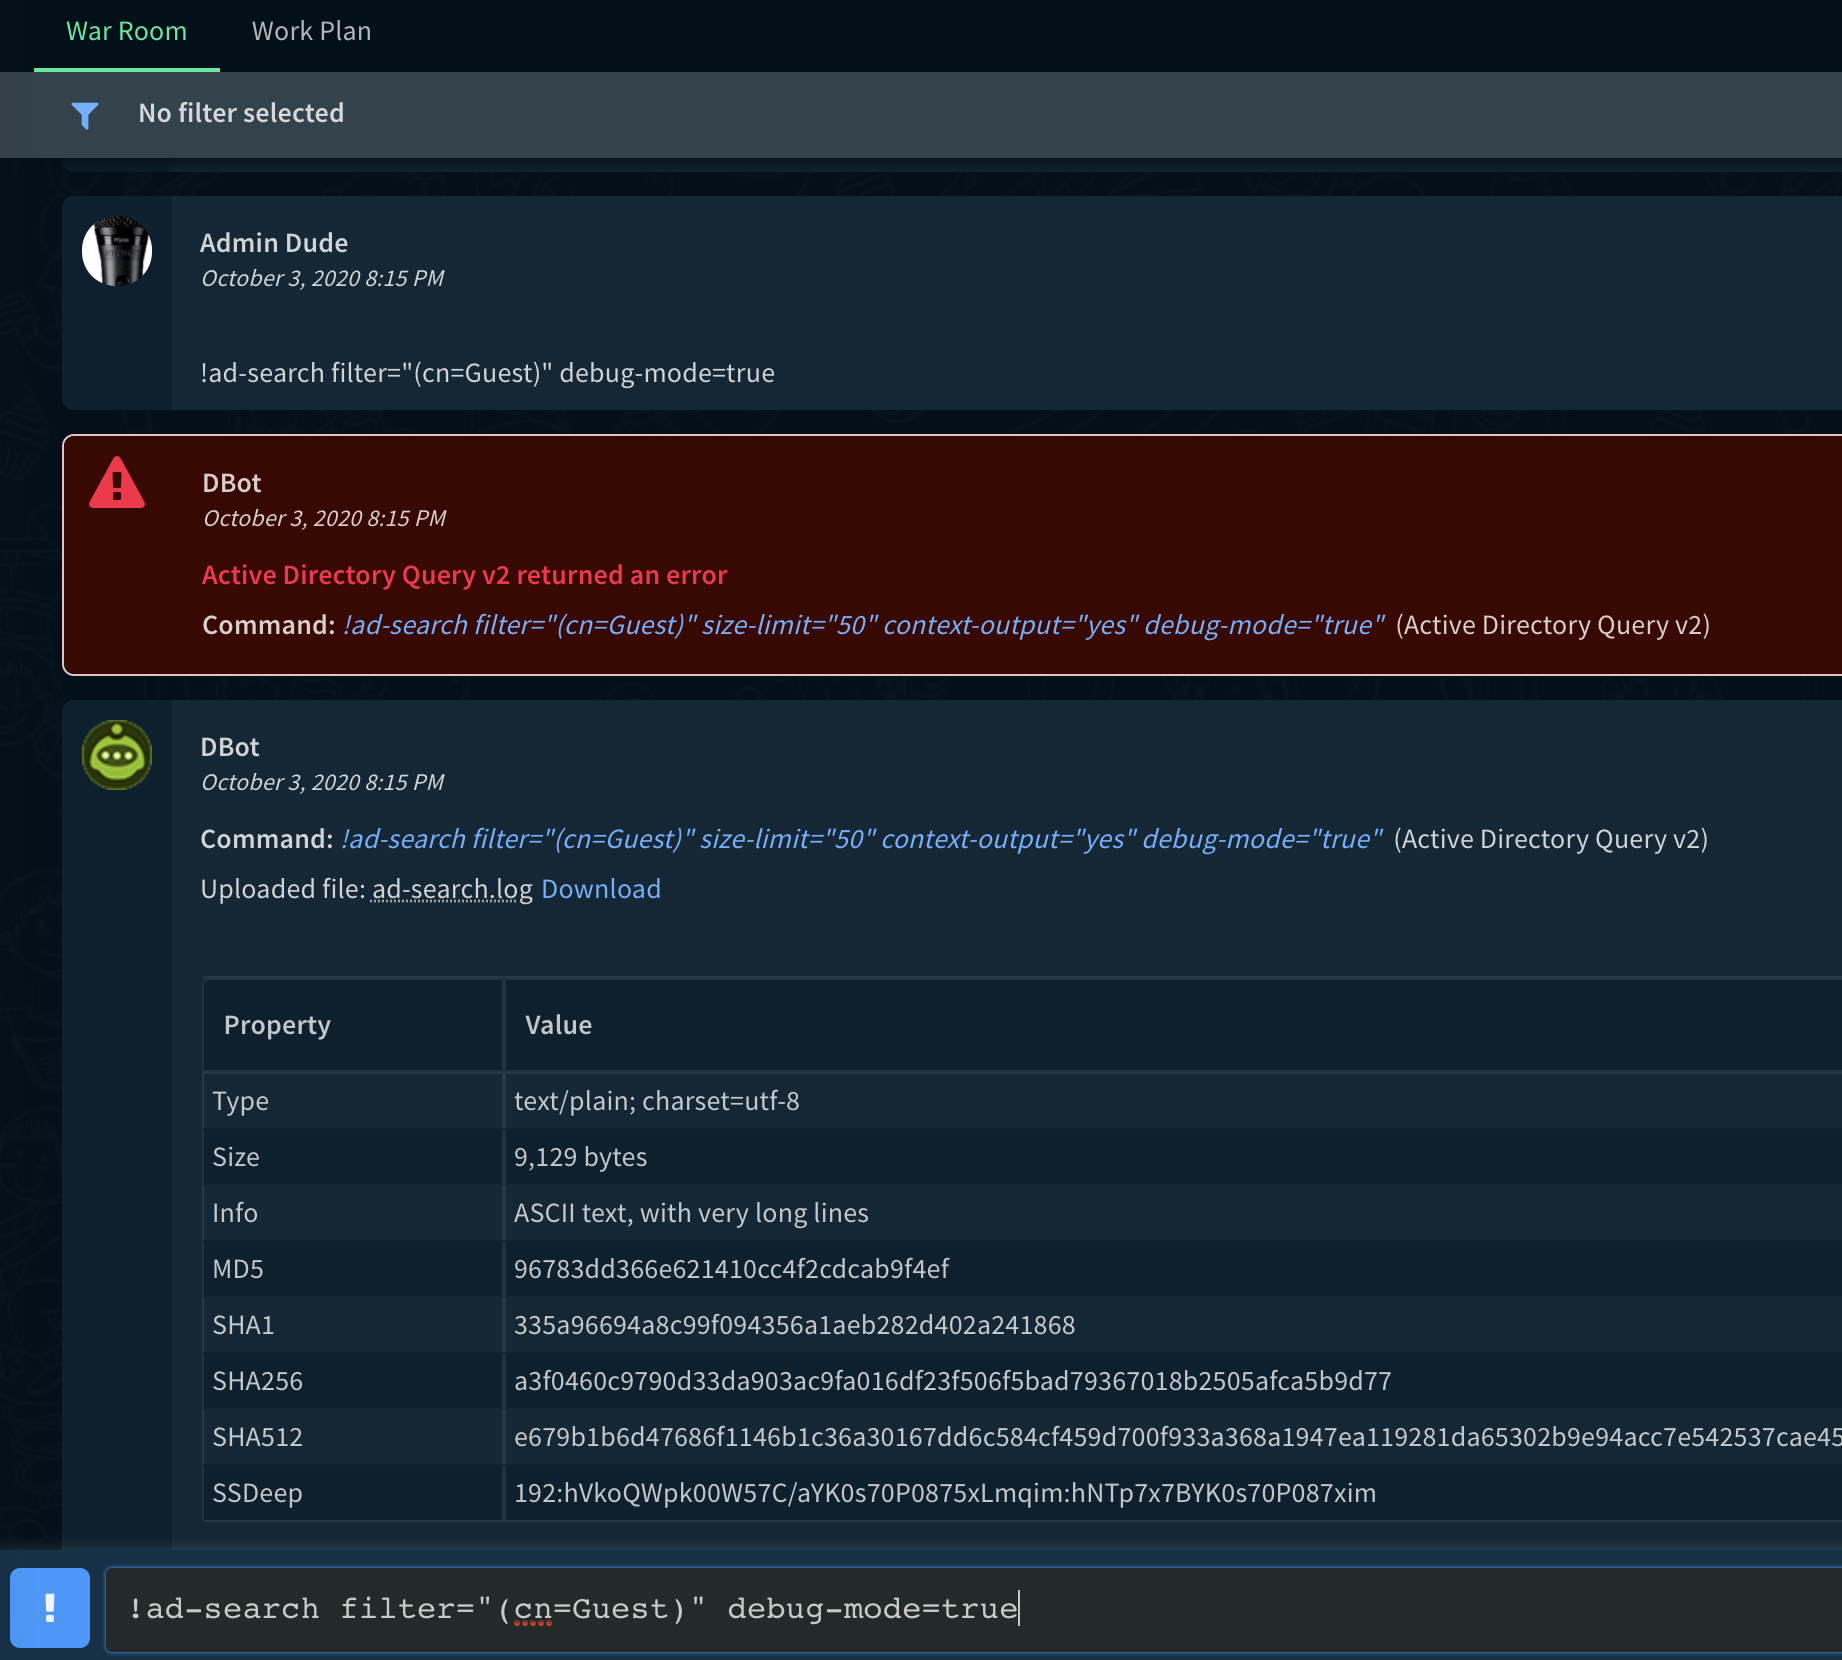 War Room Work Plan
No filter selected
Admin Dude
October 3, 2020 8:15 PM
!ad-search filter="(cn=Guest)" debug-mode=true
DBot
October 3, 2020 8:15 PM
Active Directory Query v2 returned an error
Command: !ad-search filter="(cn=Guest)" size-limit="50" context-output="yes" debug-mode="true" (Active Directory Query v2)
DBot
October 3, 2020 8:15 PM
Command: !ad-search filter="(cn=Guest)" size-limit="50" context-output="yes" debug-mode="true" (Active Directory Query v2)
Uploaded file: ad-search.log Download
Property Value
Type text/plain; charset=utf-8
Size 9,129 bytes
Info ASCII text, with very long lines
MD5 96783dd366e621410cc4f2cdcab9f4ef
SHA1 335a96694a8c99f094356a1aeb282d402a241868
SHA256 a3f0460c9790d33da903ac9fa016df23f506f5bad79367018b2505afca5b9d77
SHA512 e679b1b6d47686f1146b1c36a30167dd6c584cf459d700f933a368a1947ea119281da65302b9e94acc7e542537cae45
SSDeep 192:hVkoQWpk00W57C/aYK0s70P0875xLmqim:hNTp7x7BYK0s70P087xim
! !ad-search filter="(cn=Guest)" debug-mode=true